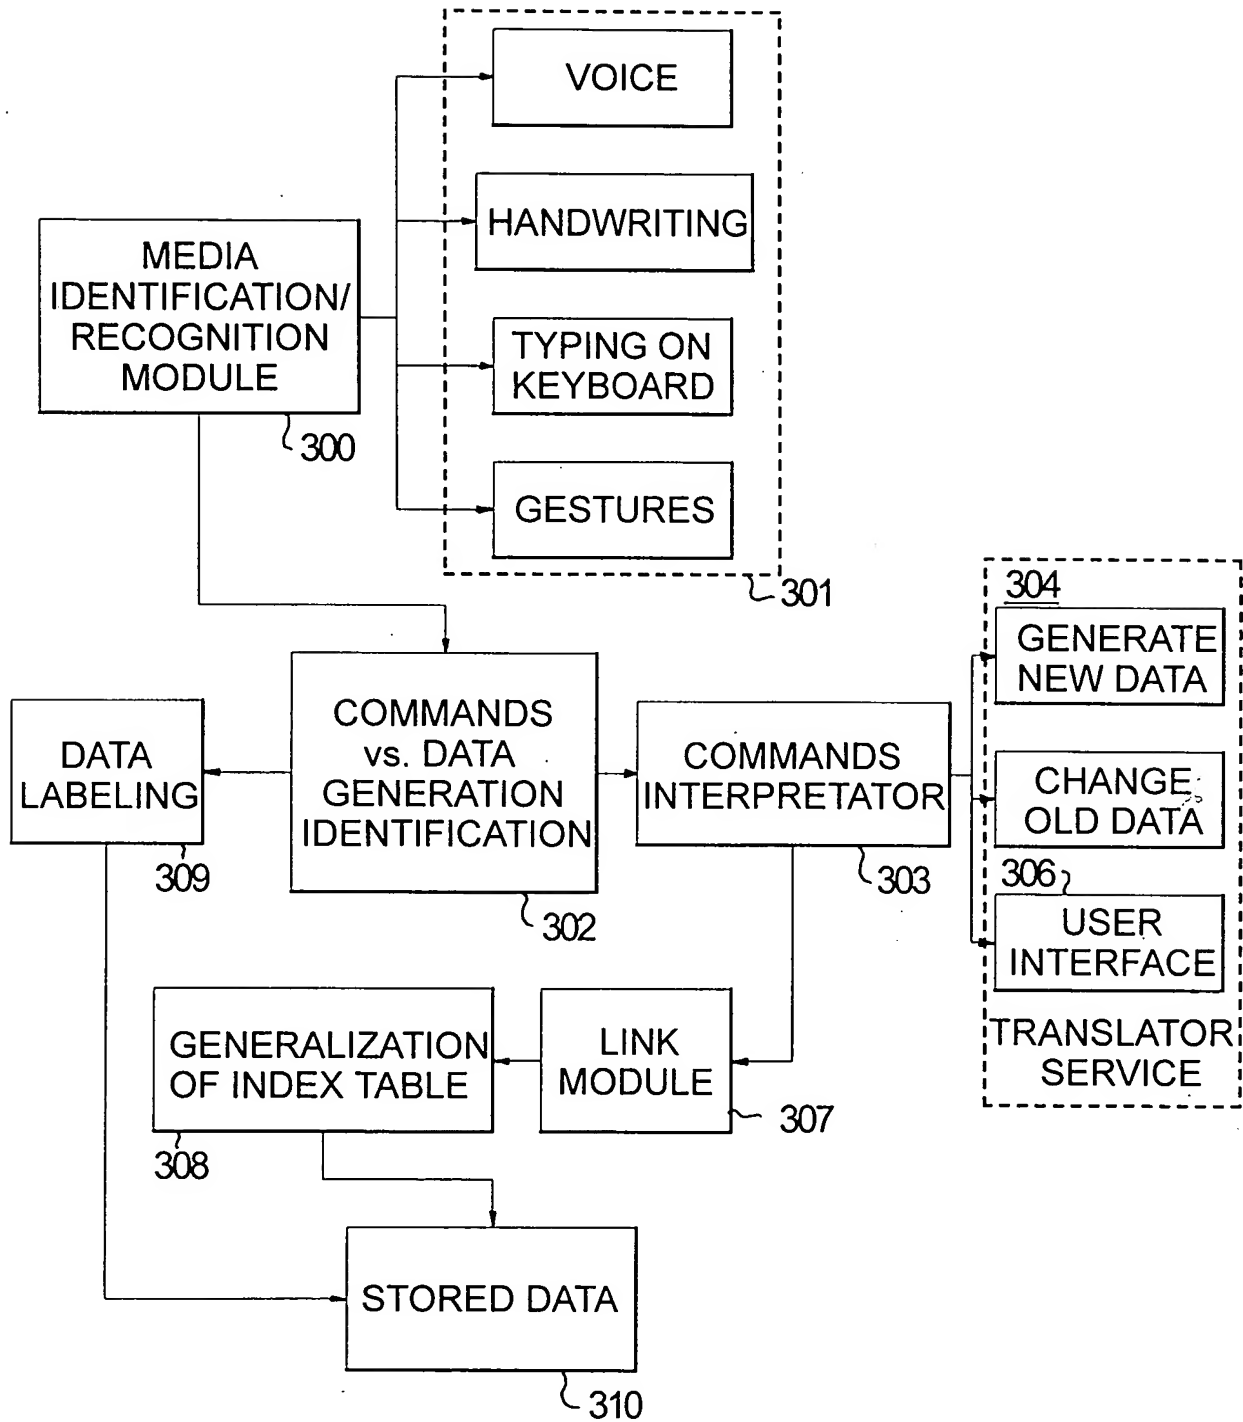 VOICE
HANDWRITING
TYPING ON
KEYBOARD
GESTURES
301
MEDIA
IDENTIFICATION/
RECOGNITION
MODULE
300
304
GENERATE
NEW DATA
CHANGE
OLD DATA
306
USER
INTERFACE
TRANSLATOR
SERVICE
DATA
LABELING
309
COMMANDS
vs. DATA
GENERATION
IDENTIFICATION
302
COMMANDS
INTERPRETATOR
303
GENERALIZATION
OF INDEX TABLE
308
LINK
MODULE
307
STORED DATA
310